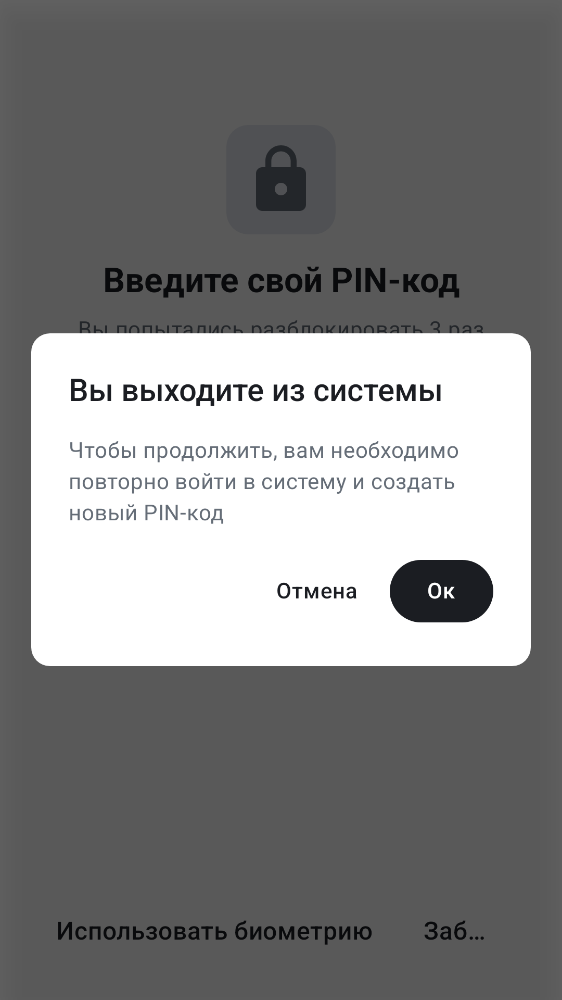 Введите свой PIN-код
Вы попытались разблокировать 3 раз
Вы выходите из системы
Чтобы продолжить, вам необходимо
повторно войти в систему и создать
новый PIN-код
Отмена
Ок
Использовать биометрию
Заб...